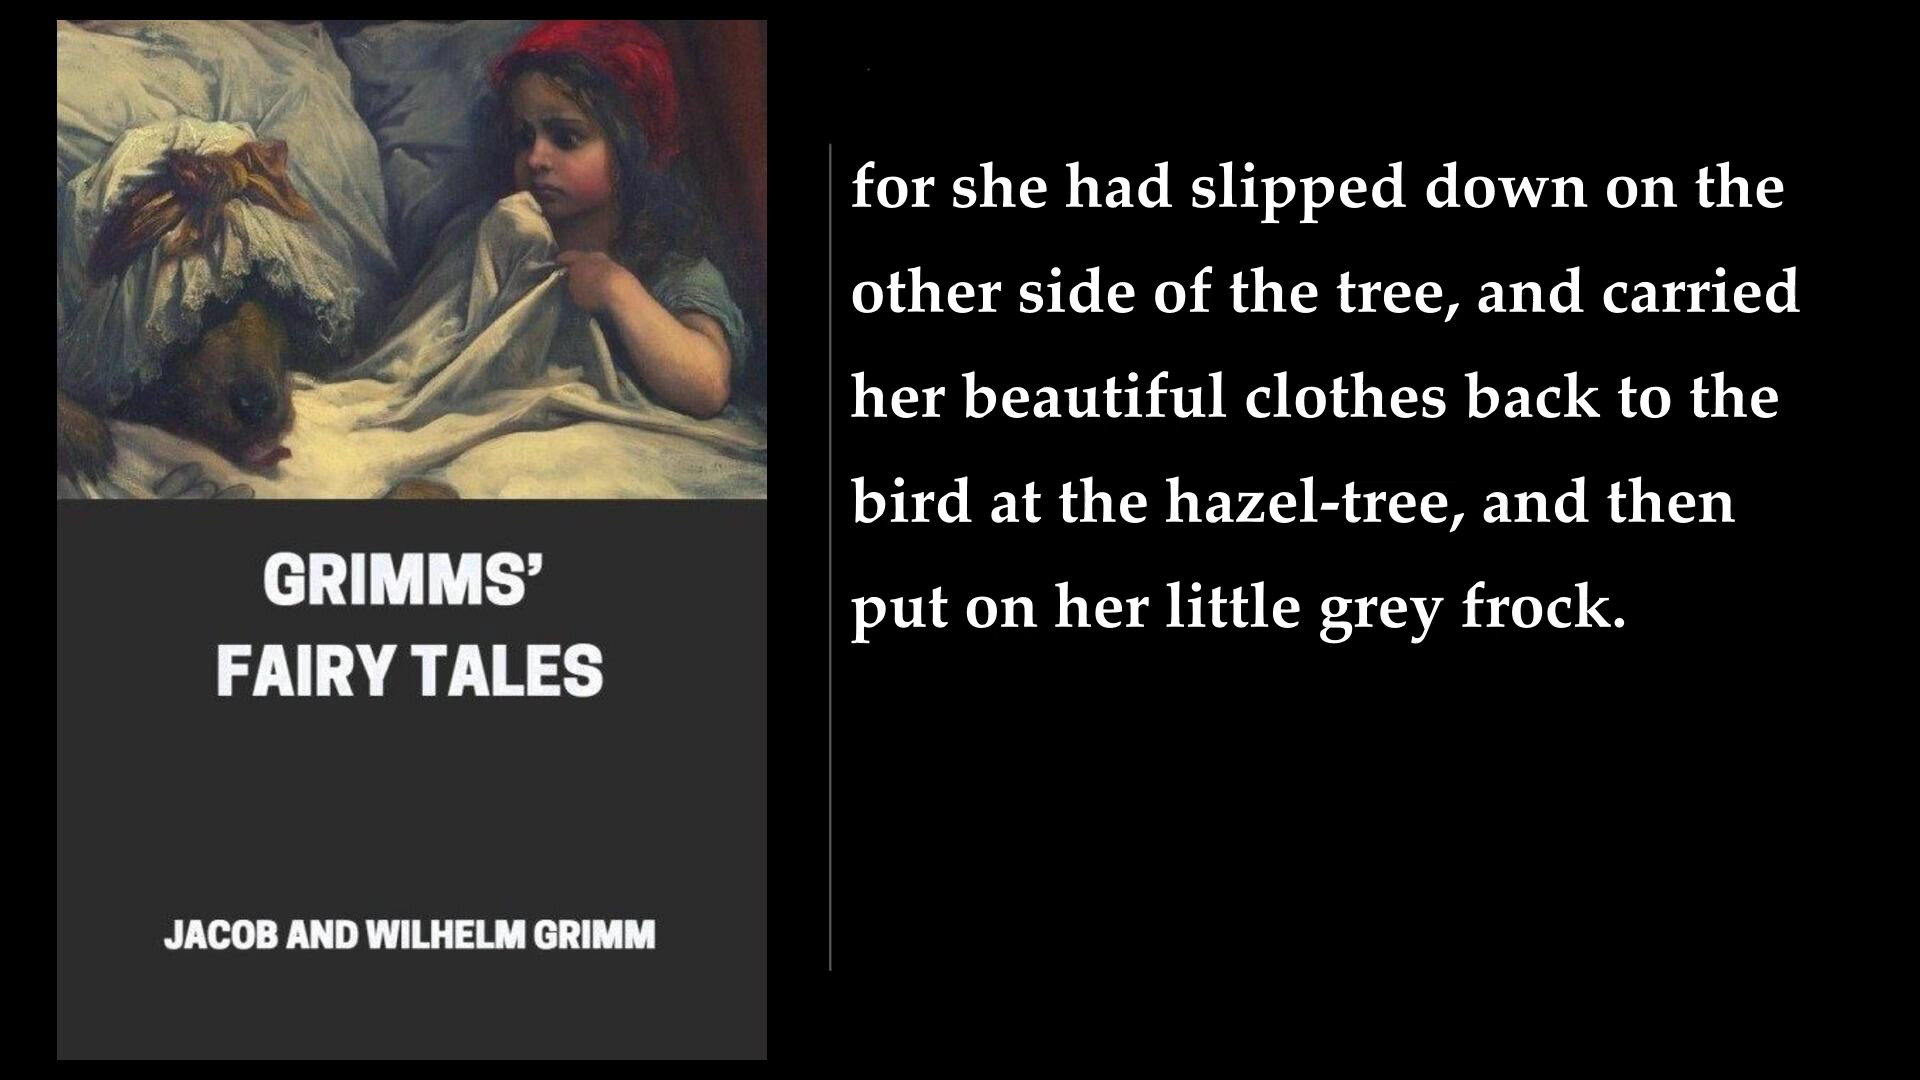 GRIMMS’
FAIRY TALES
JACOB AND WILHELM GRIMM
for she had slipped down on the
other side of the tree, and carried
her beautiful clothes back to the
bird at the hazel-tree, and then
put on her little grey frock.